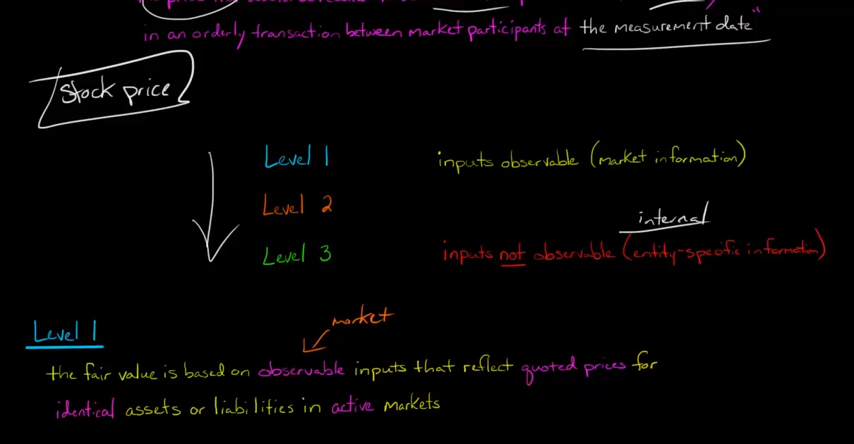 in an orderly transaction between market participants at the measurement date"
stock price
Level 1 inputs observable (market information)
Level 2
internal
Level 3 inputs not observable (entity-specific information)
market
Level 1
the fair value is based on observable inputs that reflect quoted prices for
identical assets or liabilities in active markets